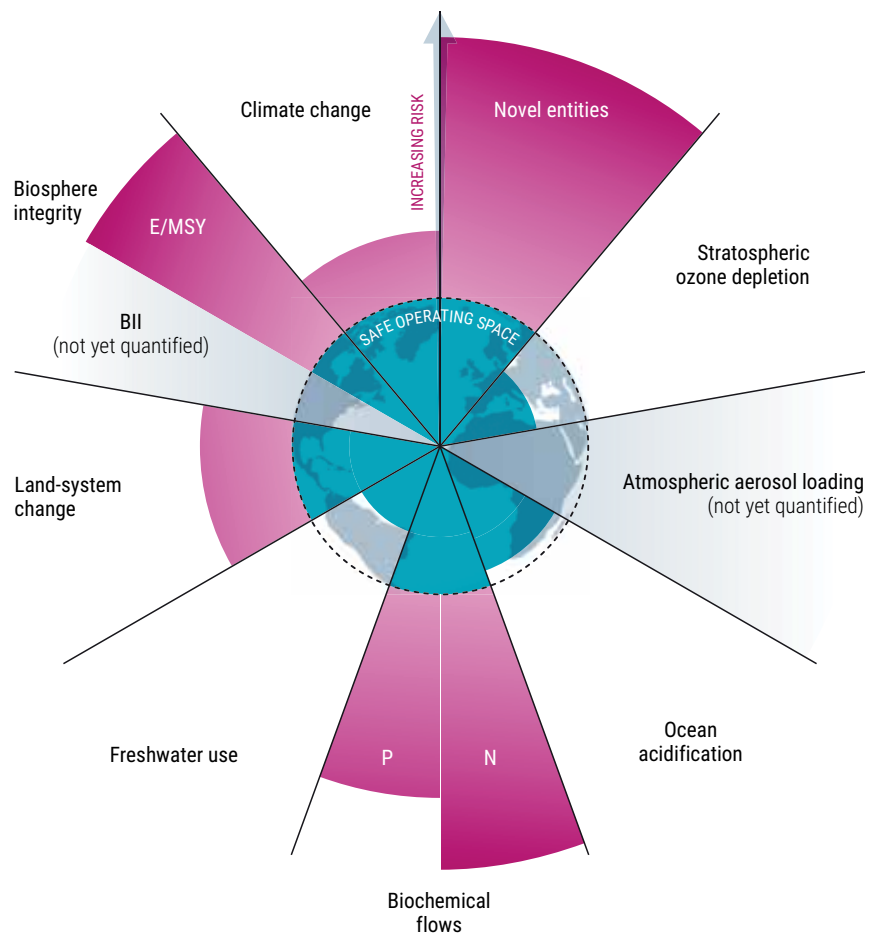 Climate change
INCREASING RISK
Novel entities
Biosphere
integrity
E/MSY
Stratospheric
ozone depletion
BII
(not yet quantified)
SAFE OPERATING SPACE
Land-system
change
Atmospheric aerosol loading
(not yet quantified)
Freshwater use
P
N
Ocean
acidification
Biochemical
flows